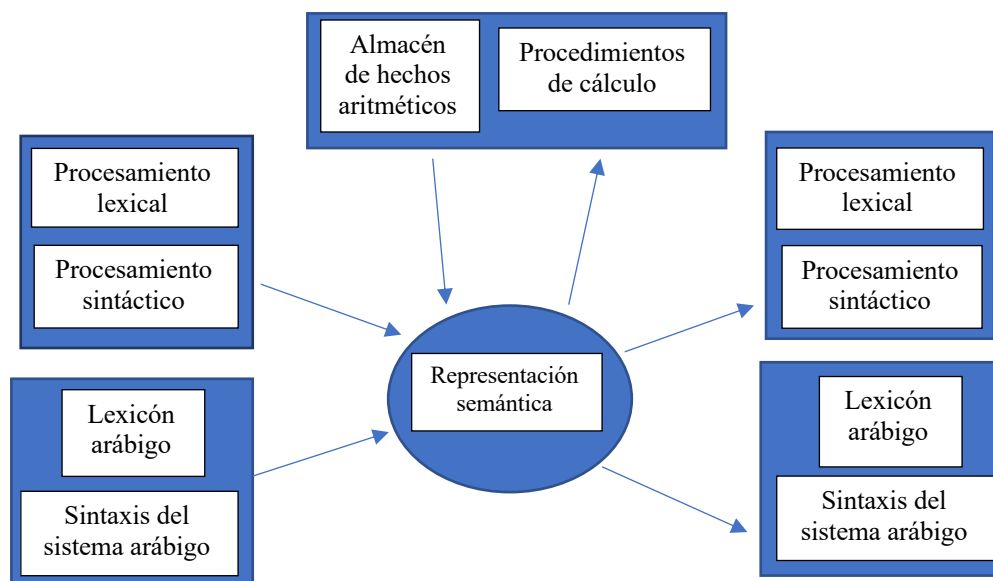 Almacén
de hechos
aritméticos
Procedimientos
de cálculo
Procesamiento
lexical
Procesamiento
sintáctico
Procesamiento
lexical
Procesamiento
sintáctico
Representación
semántica
Lexicón
arábigo
Sintaxis del
sistema arábigo
Lexicón
arábigo
Sintaxis del
sistema arábigo